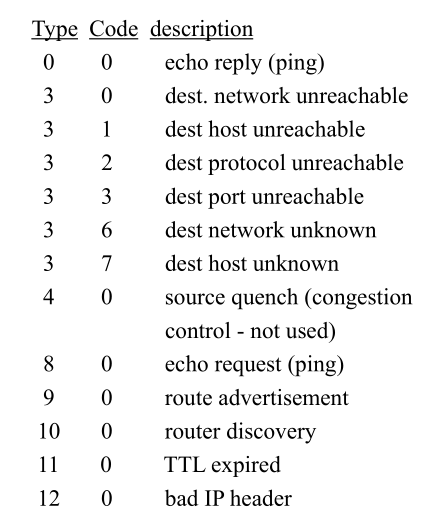 Type Code description
0 0 echo reply (ping)
3 0 dest. network unreachable
3 1 dest host unreachable
3 2 dest protocol unreachable
3 3 dest port unreachable
3 6 dest network unknown
3 7 dest host unknown
4 0 source quench (congestion
control - not used)
8 0 echo request (ping)
9 0 route advertisement
10 0 router discovery
11 0 TTL expired
12 0 bad IP header